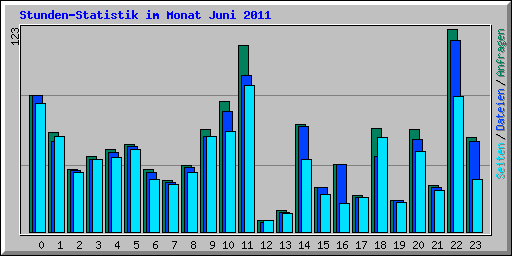 Stunden-Statistik im Monat Juni 2011
123
Seiten / Dateien / Anfragen
0 1 2 3 4 5 6 7 8 9 10 11 12 13 14 15 16 17 18 19 20 21 22 23